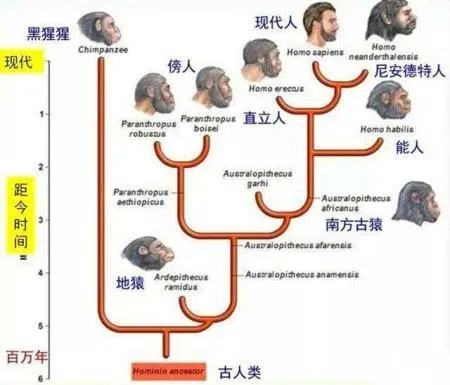 黑猩猩
Chimpanzee
现代人
Homo sapiens
Homo
neanderthalensis
现代
傍人
尼安德特人
Homo erectus
1
Paranthropus
robustus
Paranthropus
boisei
直立人
Homo habilis
能人
2
Paranthropus
aethiopicus
Australopithecus
garhi
Australopithecus
africanus
距今时间
=
3
南方古猿
Australopithecus afarensis
4
地猿
Ardepithecus
ramidus
Australopithecus anamensis
5
百万年
6
Hominin ancestor
古人类